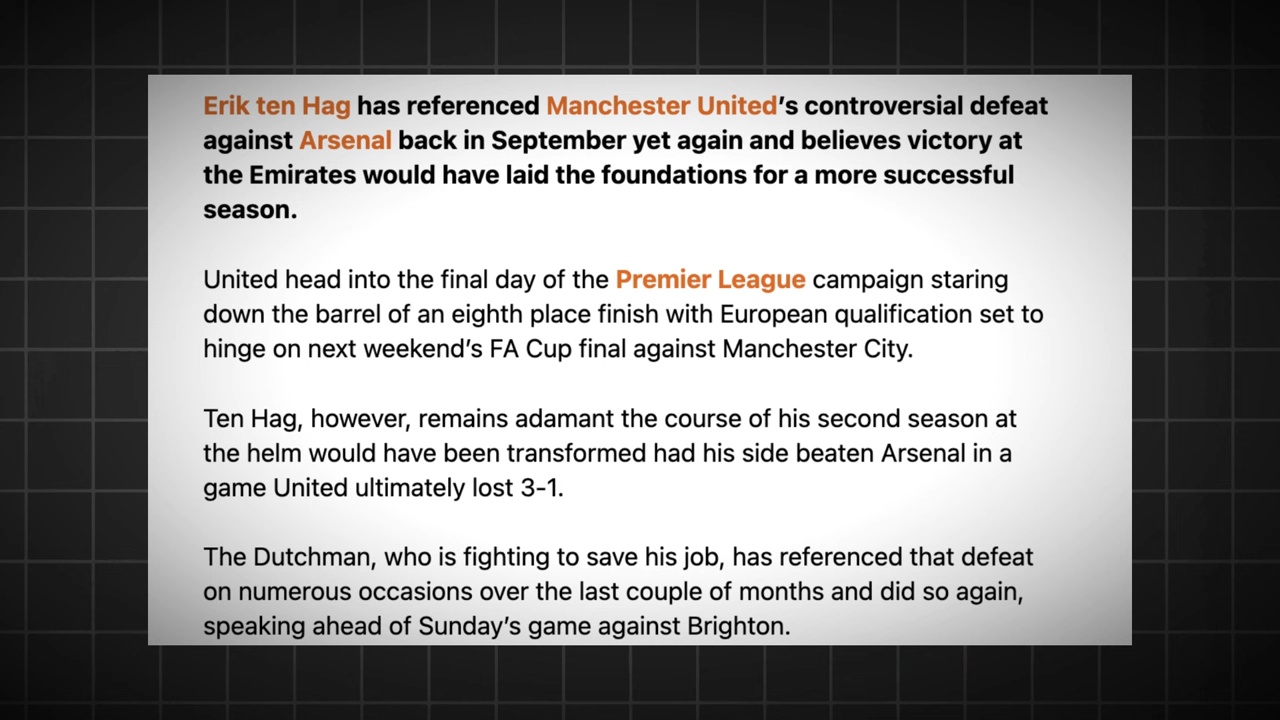 Erik ten Hag has referenced Manchester United's controversial defeat
against Arsenal back in September yet again and believes victory at
the Emirates would have laid the foundations for a more successful
season.
United head into the final day of the Premier League campaign staring
down the barrel of an eighth place finish with European qualification set to
hinge on next weekend's FA Cup final against Manchester City.
Ten Hag, however, remains adamant the course of his second season at
the helm would have been transformed had his side beaten Arsenal in a
game United ultimately lost 3-1.
The Dutchman, who is fighting to save his job, has referenced that defeat
on numerous occasions over the last couple of months and did so again,
speaking ahead of Sunday's game against Brighton.